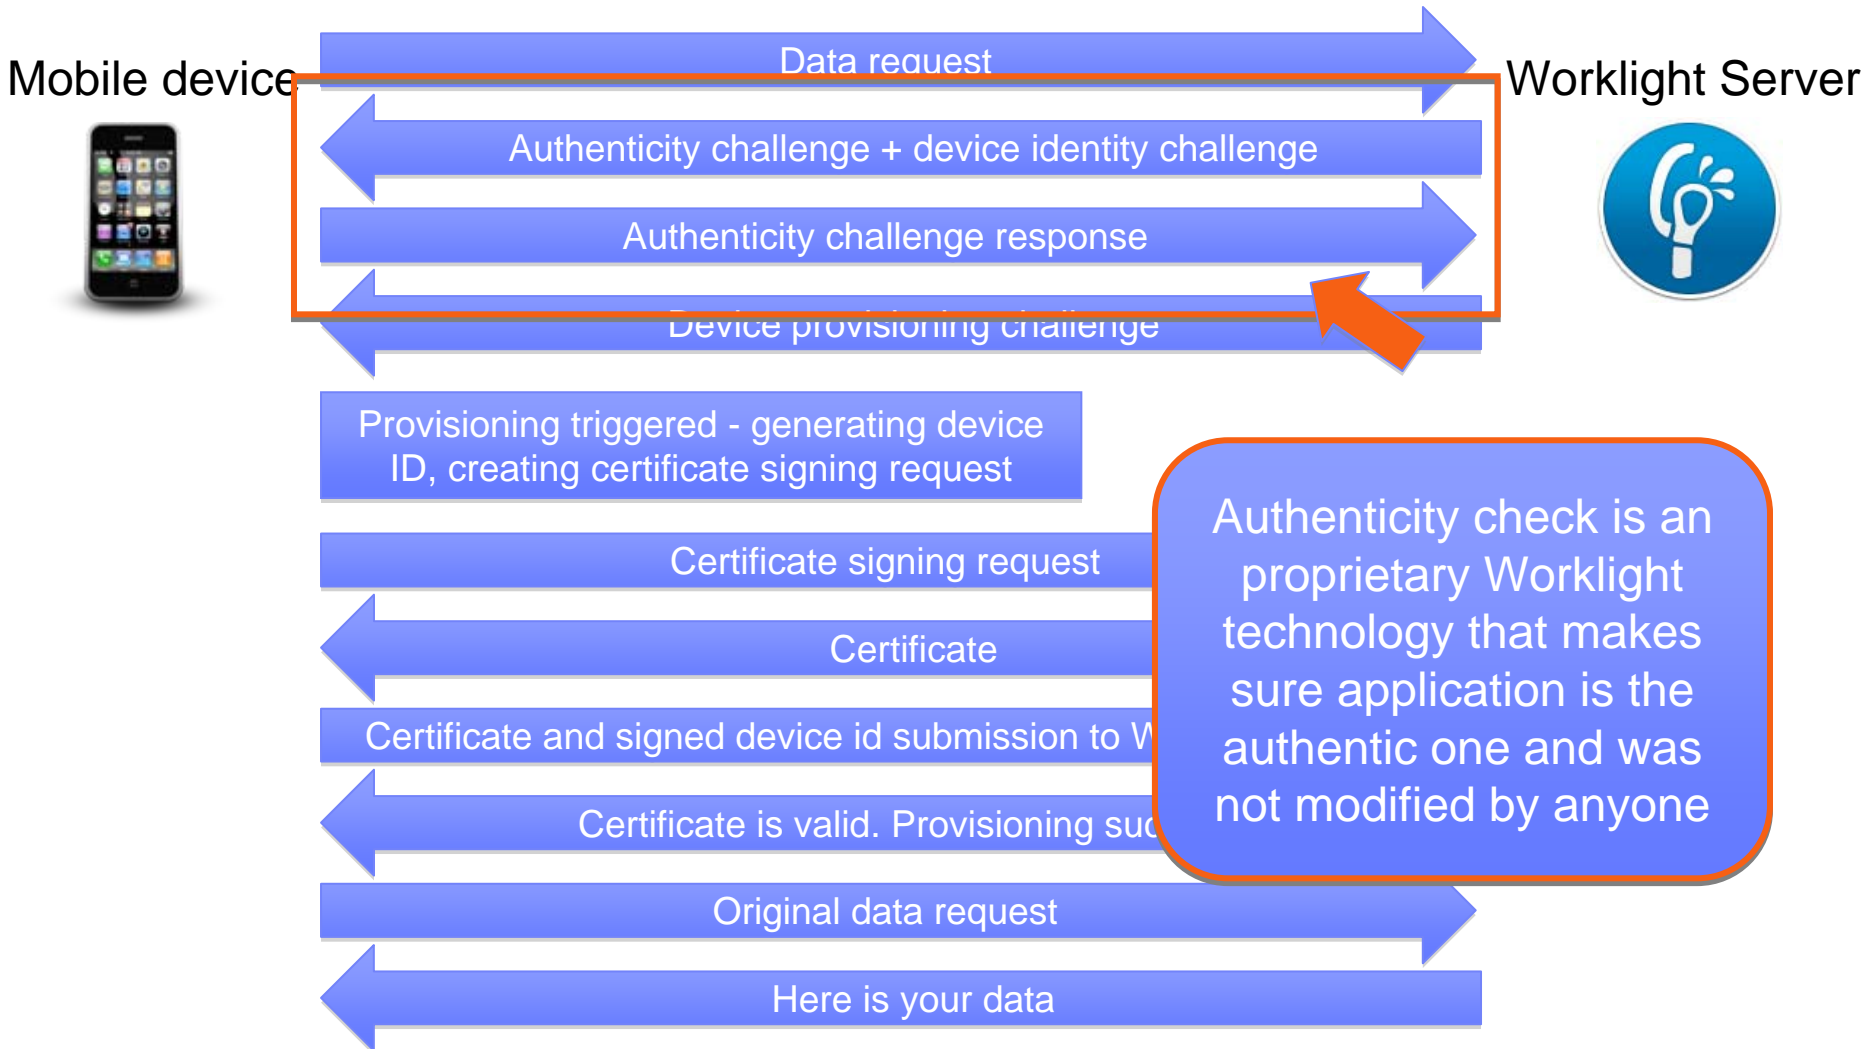 Data request
Mobile device
Worklight Server
Authenticity challenge + device identity challenge
Authenticity challenge response
Device provisioning challenge
Provisioning triggered - generating device
ID, creating certificate signing request
Certificate signing request
Certificate
Certificate and signed device id submission to
Certificate is valid. Provisioning
Original data request
Here is your data
Authenticity check is an
proprietary Worklight
technology that makes
sure application is the
authentic one and was
not modified by anyone